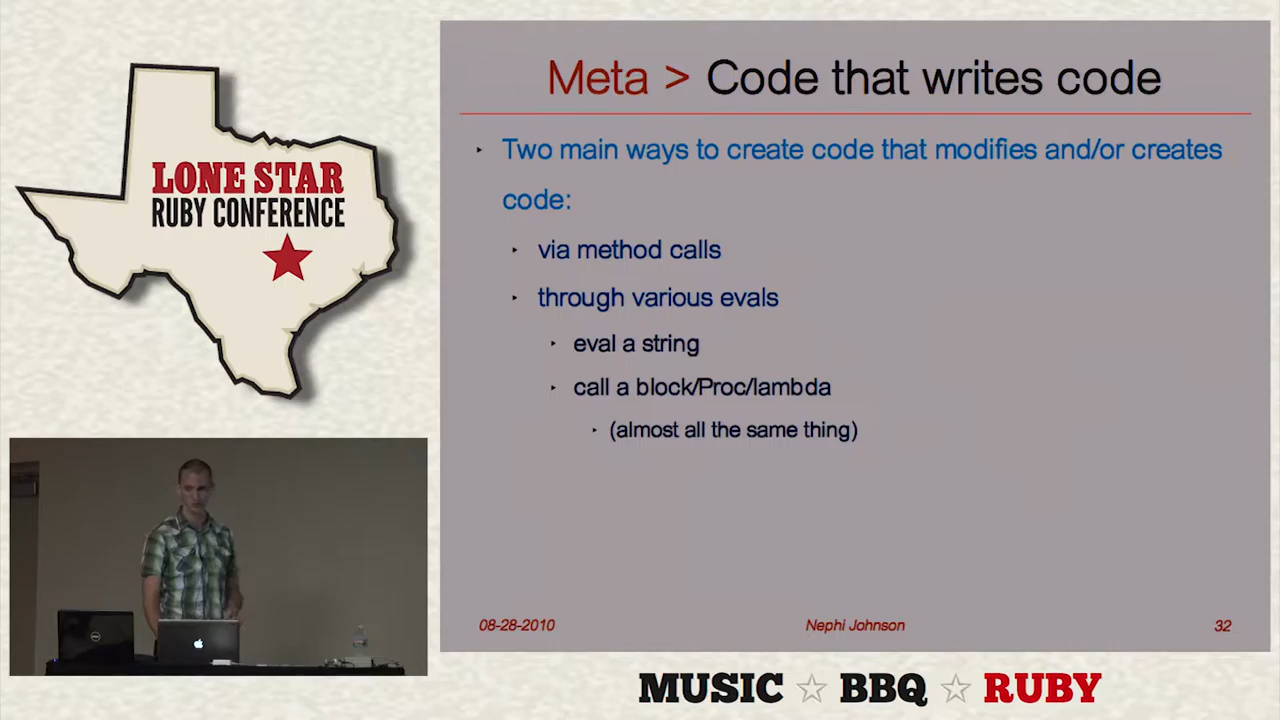 LONE STAR
RUBY CONFERENCE
Meta > Code that writes code
Two main ways to create code that modifies and/or creates
code:
via method calls
through various evals
eval a string
call a block/Proc/lambda
(almost all the same thing)
08-28-2010 Nephi Johnson 32
MUSIC ☆ BBQ ☆ RUBY